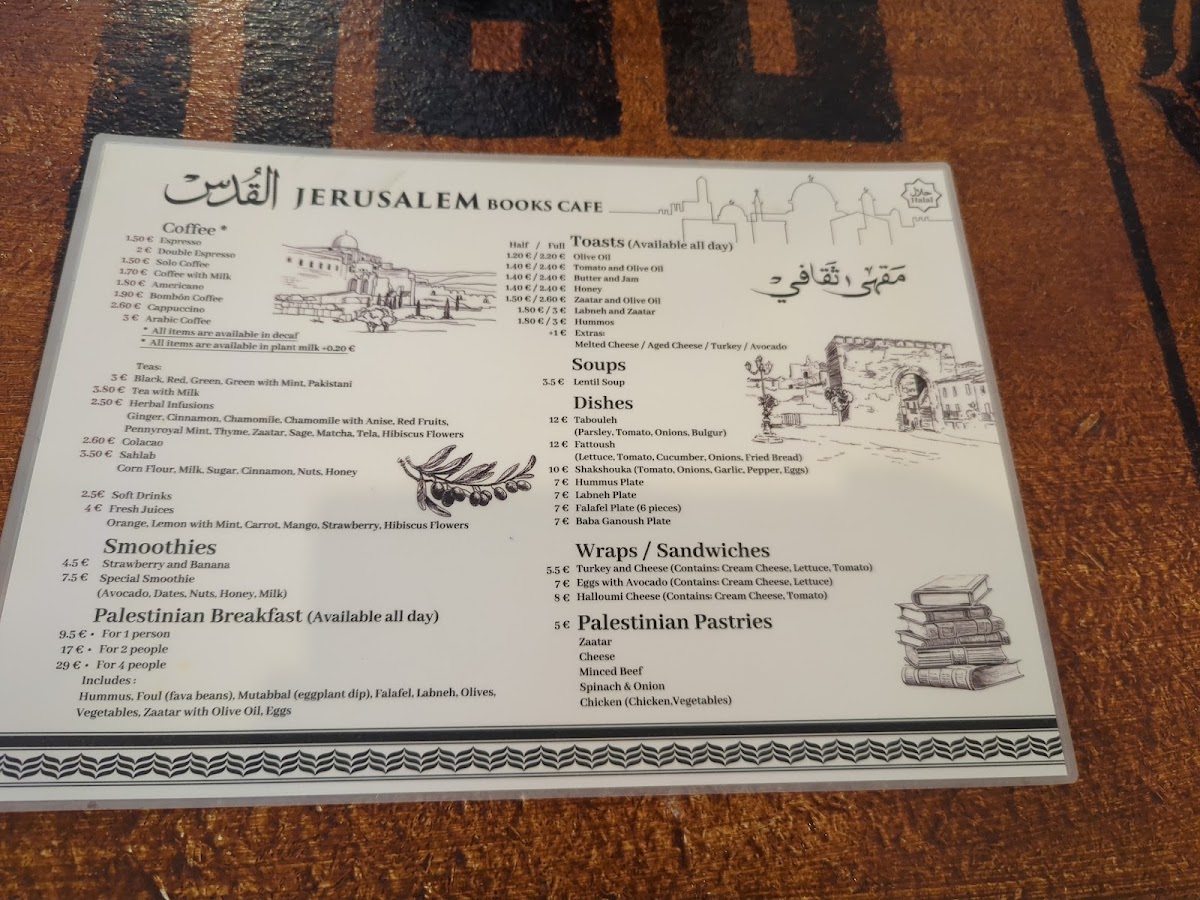 القُدس JERUSALEM BOOKS CAFE
حلال
Halal
مَقهى ثَقافي
Coffee *
1.50 € Espresso
2 € Double Espresso
1.50 € Solo Coffee
1.70 € Coffee with Milk
1.80 € Americano
1.90 € Bombón Coffee
2.60 € Cappuccino
3 € Arabic Coffee
* All items are available in decaf
* All items are available in plant milk +0.20 €
Teas:
3 € Black, Red, Green, Green with Mint, Pakistani
3.80 € Tea with Milk
2.50 € Herbal Infusions
Ginger, Cinnamon, Chamomile, Chamomile with Anise, Red Fruits,
Pennyroyal Mint, Thyme, Zaatar, Sage, Matcha, Tela, Hibiscus Flowers
2.60 € Colacao
3.50 € Sahlab
Corn Flour, Milk, Sugar, Cinnamon, Nuts, Honey
2.5€ Soft Drinks
4 € Fresh Juices
Orange, Lemon with Mint, Carrot, Mango, Strawberry, Hibiscus Flowers
Smoothies
4.5 € Strawberry and Banana
7.5 € Special Smoothie
(Avocado, Dates, Nuts, Honey, Milk)
Palestinian Breakfast (Available all day)
9.5 € • For 1 person
17 € • For 2 people
29 € • For 4 people
Includes :
Hummus, Foul (fava beans), Mutabbal (eggplant dip), Falafel, Labneh, Olives,
Vegetables, Zaatar with Olive Oil, Eggs
Half / Full Toasts (Available all day)
1.20 € / 2.20 € Olive Oil
1.40 € / 2.40 € Tomato and Olive Oil
1.40 € / 2.40 € Butter and Jam
1.40 € / 2.40 € Honey
1.50 € / 2.60 € Zaatar and Olive Oil
1.80 € / 3 € Labneh and Zaatar
1.80 € / 3 € Hummos
+1 € Extras:
Melted Cheese / Aged Cheese / Turkey / Avocado
Soups
3.5 € Lentil Soup
Dishes
12 € Tabouleh
(Parsley, Tomato, Onions, Bulgur)
12 € Fattoush
(Lettuce, Tomato, Cucumber, Onions, Fried Bread)
10 € Shakshouka (Tomato, Onions, Garlic, Pepper, Eggs)
7 € Hummus Plate
7 € Labneh Plate
7 € Falafel Plate (6 pieces)
7 € Baba Ganoush Plate
Wraps / Sandwiches
5.5 € Turkey and Cheese (Contains: Cream Cheese, Lettuce, Tomato)
7 € Eggs with Avocado (Contains: Cream Cheese, Lettuce)
8 € Halloumi Cheese (Contains: Cream Cheese, Tomato)
5 € Palestinian Pastries
Zaatar
Cheese
Minced Beef
Spinach & Onion
Chicken (Chicken,Vegetables)